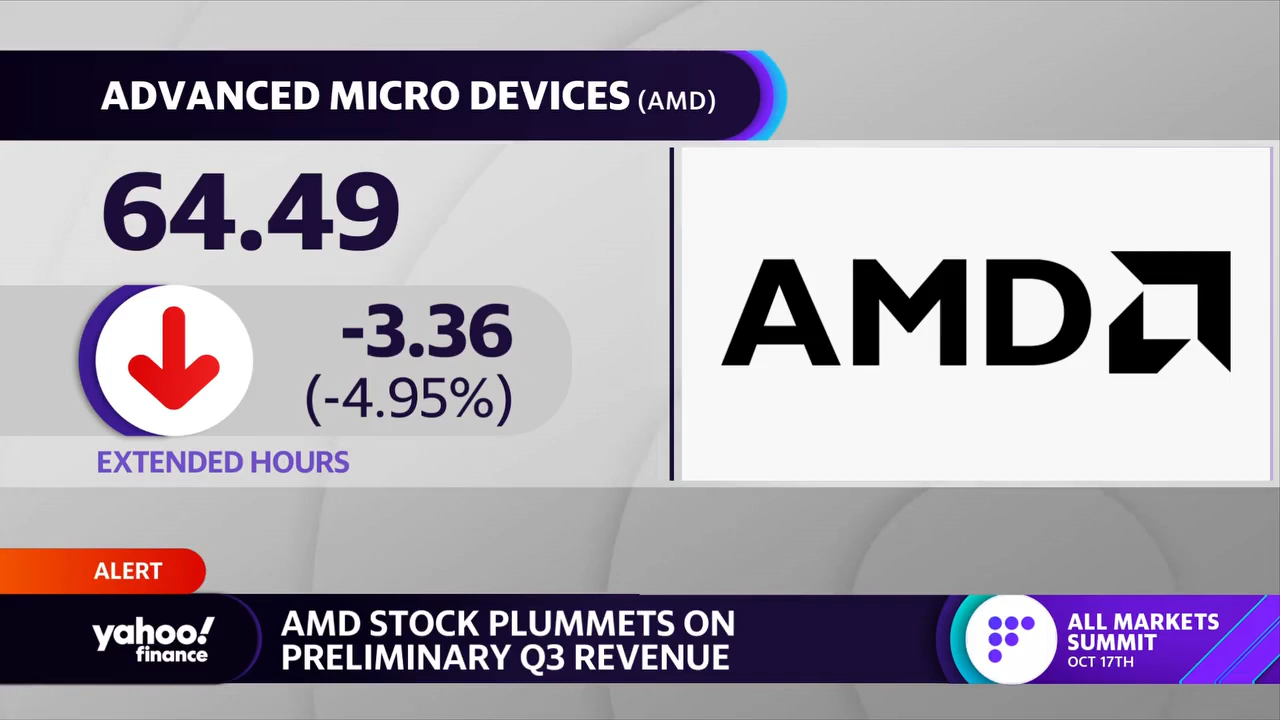 ADVANCED MICRO DEVICES (AMD)
64.49
-3.36
(-4.95%)
EXTENDED HOURS
AMD
ALERT
yahoo!
finance
AMD STOCK PLUMMETS ON
PRELIMINARY Q3 REVENUE
ALL MARKETS
SUMMIT
OCT 17TH